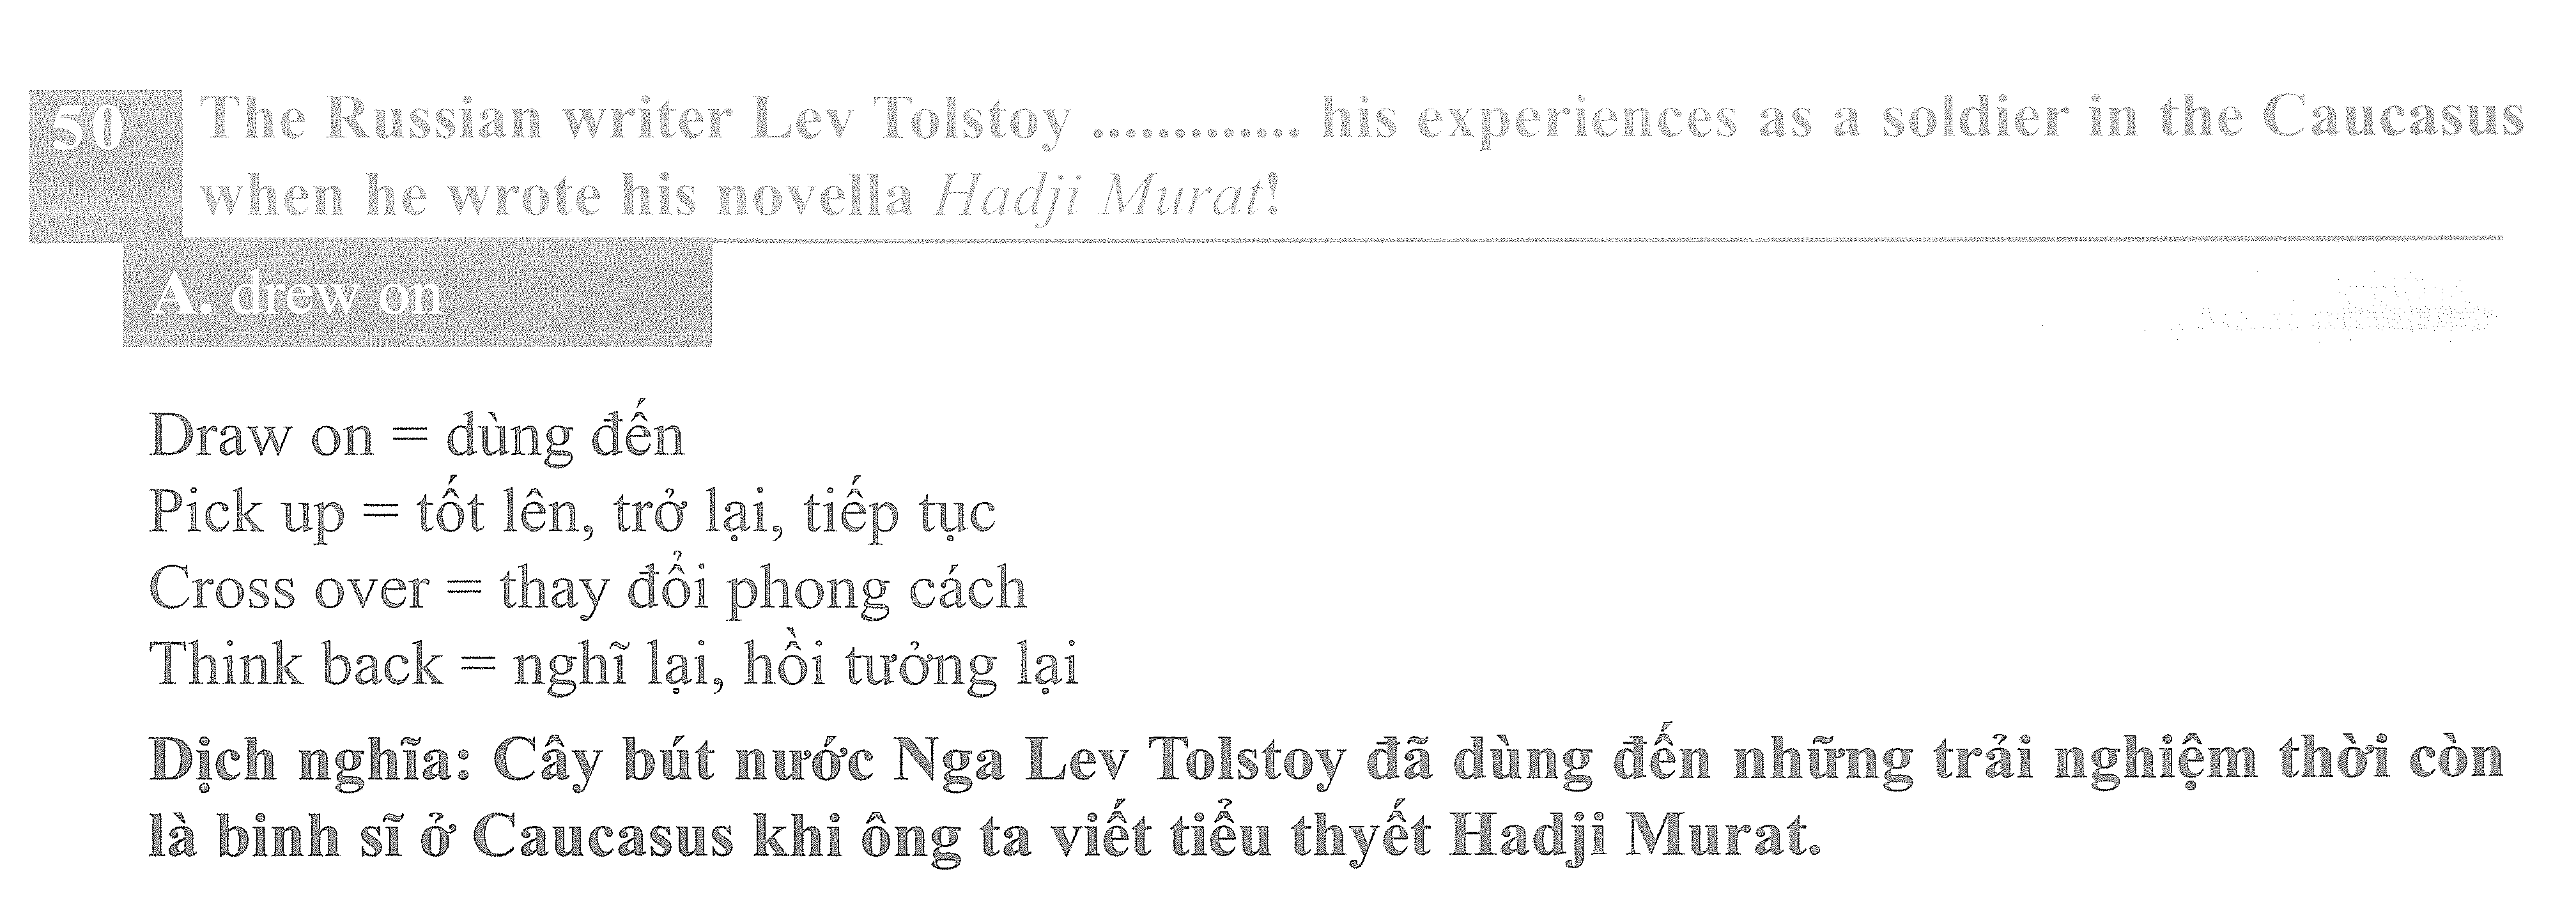 50 The Russian writer Lev Tolstoy ............. his experiences as a soldier in the Caucasus
when he wrote his novella Hadji Murat!
A. drew on
Draw on = dùng đến
Pick up = tốt lên, trở lại, tiếp tục
Cross over = thay đổi phong cách
Think back = nghĩ lại, hồi tưởng lại
Dịch nghĩa: Cây bút nước Nga Lev Tolstoy đã dùng đến những trải nghiệm thời còn
là binh sĩ ở Caucasus khi ông ta viết tiểu thyết Hadji Murat.